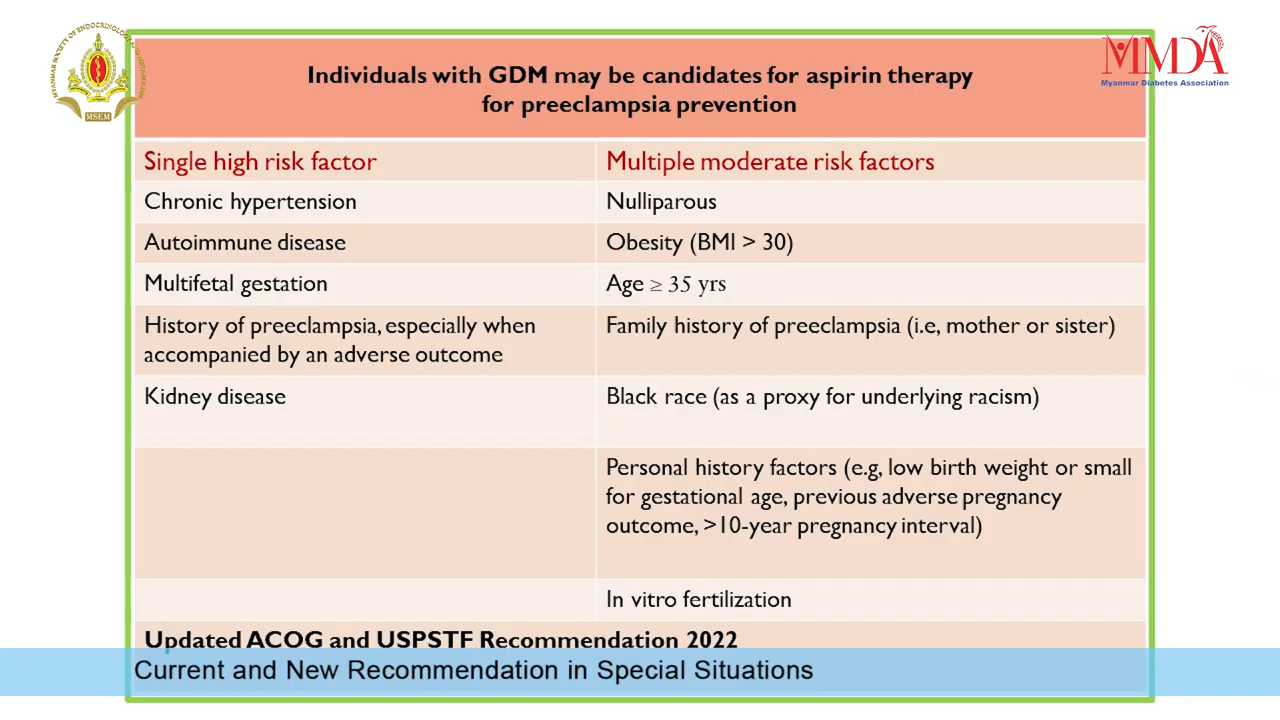 Individuals with GDM may be candidates for aspirin therapy
for preeclampsia prevention
MMDA
Myanmar Diabetes Association
MSEM
Single high risk factor
Multiple moderate risk factors
Chronic hypertension
Nulliparous
Autoimmune disease
Obesity (BMI > 30)
Multifetal gestation
Age ≥ 35 yrs
History of preeclampsia, especially when
accompanied by an adverse outcome
Family history of preeclampsia (i.e, mother or sister)
Kidney disease
Black race (as a proxy for underlying racism)
Personal history factors (e.g, low birth weight or small
for gestational age, previous adverse pregnancy
outcome, >10-year pregnancy interval)
In vitro fertilization
Updated ACOG and USPSTF Recommendation 2022
Current and New Recommendation in Special Situations